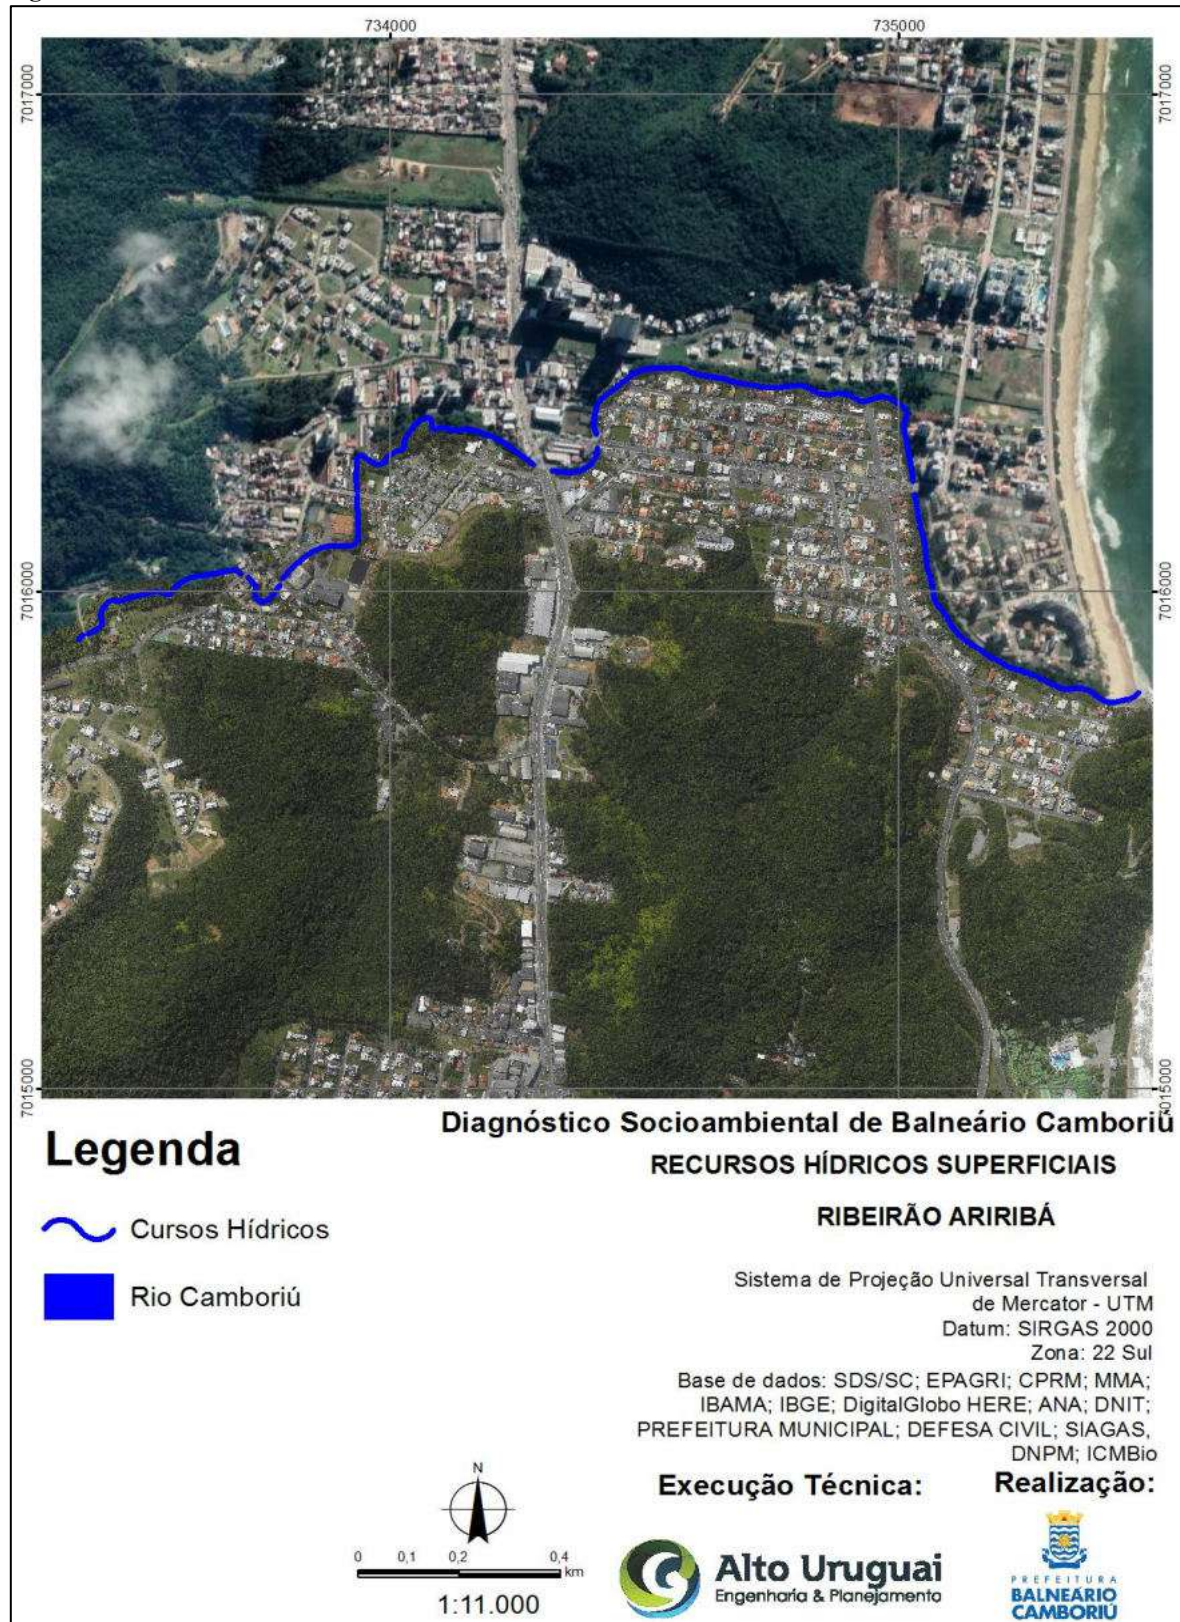 734000
735000
7017000
7017000
7016000
7016000
7015000
7015000
Diagnóstico Socioambiental de Balneário Camboriú
Legenda
RECURSOS HÍDRICOS SUPERFICIAIS
RIBEIRÃO ARIRIBÁ
Cursos Hídricos
Rio Camboriú
Sistema de Projeção Universal Transversal
de Mercator - UTM
Datum: SIRGAS 2000
Zona: 22 Sul
Base de dados: SDS/SC; EPAGRI; CPRM; MMA;
IBAMA; IBGE; DigitalGlobo HERE; ANA; DNIT;
PREFEITURA MUNICIPAL; DEFESA CIVIL; SIAGAS,
DNPM; ICMBio
N
0 0,1 0,2 0,4
km
1:11.000
Execução Técnica:
Realização:
Alto Uruguai
Engenharia & Planejamento
PREFEITURA
BALNEÁRIO
CAMBORIÚ